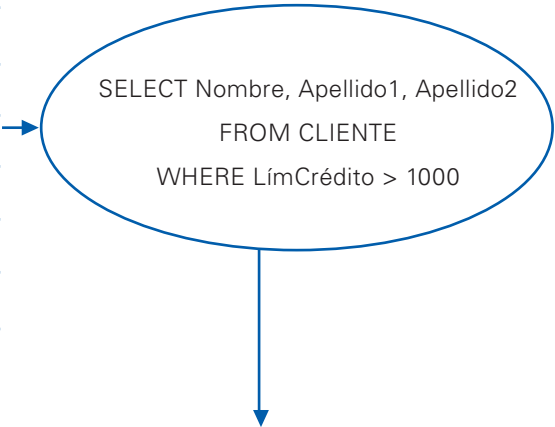 SELECT Nombre, Apellido1, Apellido2
FROM CLIENTE
WHERE LímCrédito > 1000